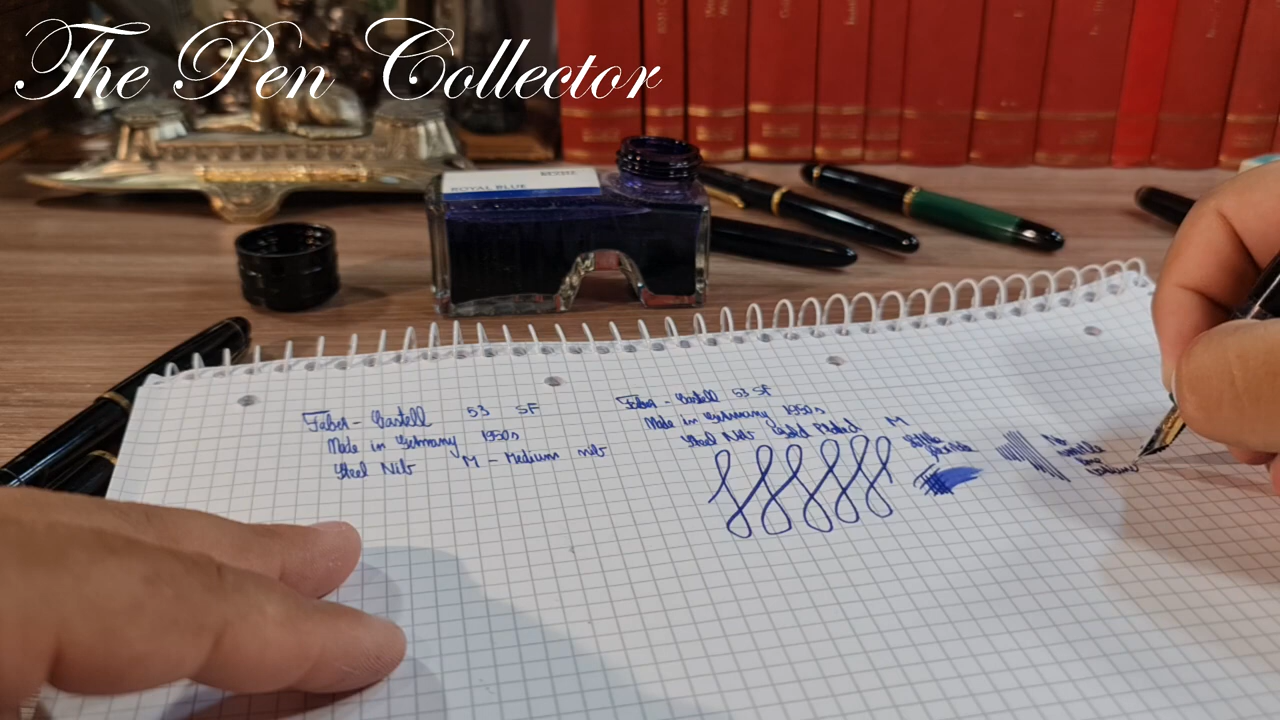 The Pen Collector
ROYAL BLUE
Faber-Castell 53 SF
Made in Germany 1950s
Steel Nib M - Medium nib
Faber-Castell 53 SF
Made in Germany 1950s
Steel Nib Gold Plated M